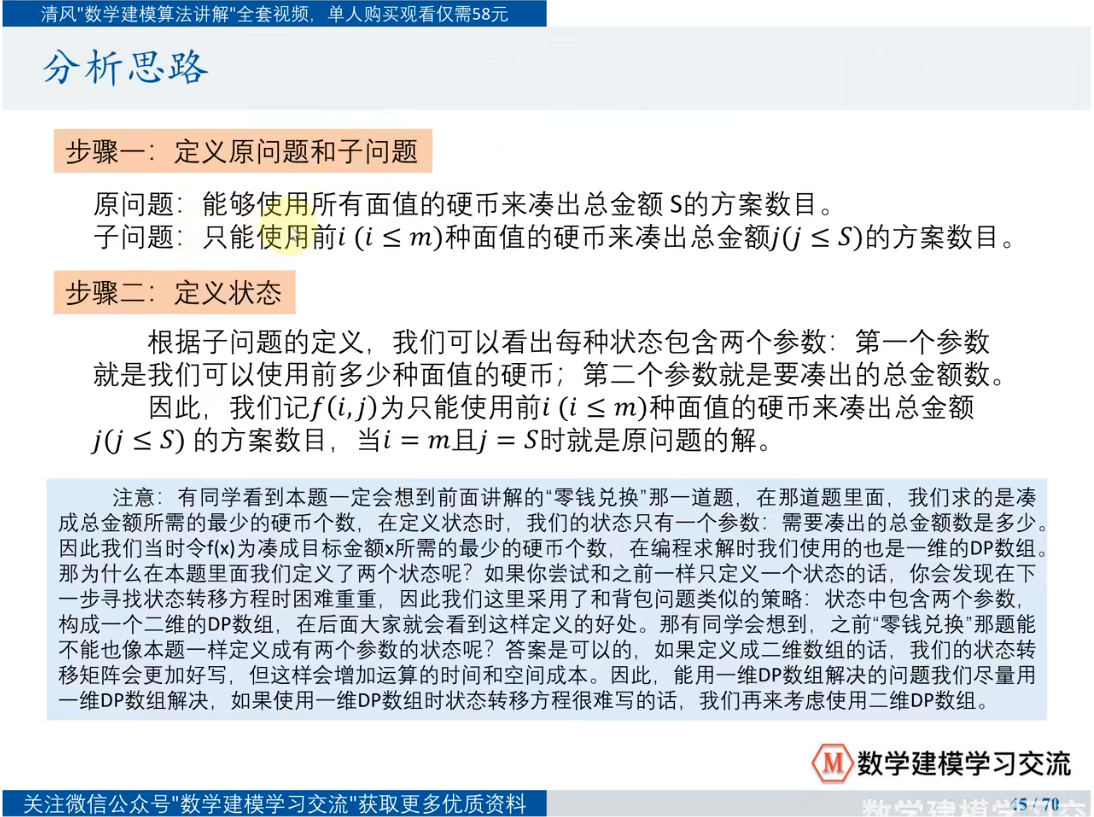 清风"数学建模算法讲解"全套视频，单人购买观看仅需58元
分析思路
步骤一：定义原问题和子问题
原问题：能够使用所有面值的硬币来凑出总金额 S的方案数目。
子问题：只能使用前i (i ≤ m)种面值的硬币来凑出总金额j(j ≤ S)的方案数目。
步骤二：定义状态
根据子问题的定义，我们可以看出每种状态包含两个参数：第一个参数
就是我们可以使用前多少种面值的硬币；第二个参数就是要凑出的总金额数。
因此，我们记f(i, j)为只能使用前i (i ≤ m)种面值的硬币来凑出总金额
j(j ≤ S) 的方案数目，当i = m且j = S时就是原问题的解。
注意：有同学看到本题一定会想到前面讲解的“零钱兑换”那一道题，在那道题里面，我们求的是凑
成总金额所需的最少的硬币个数，在定义状态时，我们的状态只有一个参数：需要凑出的总金额数是多少。
因此我们当时令f(x)为凑成目标金额x所需的最少的硬币个数，在编程求解时我们使用的也是一维的DP数组。
那为什么在本题里面我们定义了两个状态呢？如果你尝试和之前一样只定义一个状态的话，你会发现在下
一步寻找状态转移方程时困难重重，因此我们这里采用了和背包问题类似的策略：状态中包含两个参数，
构成一个二维的DP数组，在后面大家就会看到这样定义的好处。那有同学会想到，之前“零钱兑换”那题能
不能也像本题一样定义成有两个参数的状态呢？答案是可以的，如果定义成二维数组的话，我们的状态转
移矩阵会更加好写，但这样会增加运算的时间和空间成本。因此，能用一维DP数组解决的问题我们尽量用
一维DP数组解决，如果使用一维DP数组时状态转移方程很难写的话，我们再来考虑使用二维DP数组。
M 数学建模学习交流
关注微信公众号"数学建模学习交流"获取更多优质资料
数学建模学习交
45 / 70